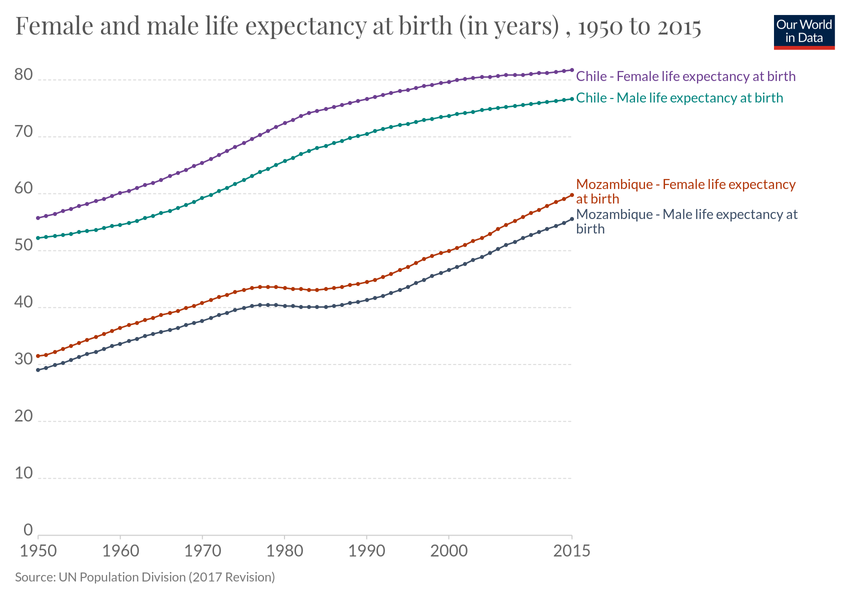 Female and male life expectancy at birth (in years) , 1950 to 2015
Our World
in Data
80
70
60
50
40
30
20
10
0
Chile - Female life expectancy at birth
Chile - Male life expectancy at birth
Mozambique - Female life expectancy
at birth
Mozambique - Male life expectancy at
birth
1950 1960 1970 1980 1990 2000 2015
Source: UN Population Division (2017 Revision)